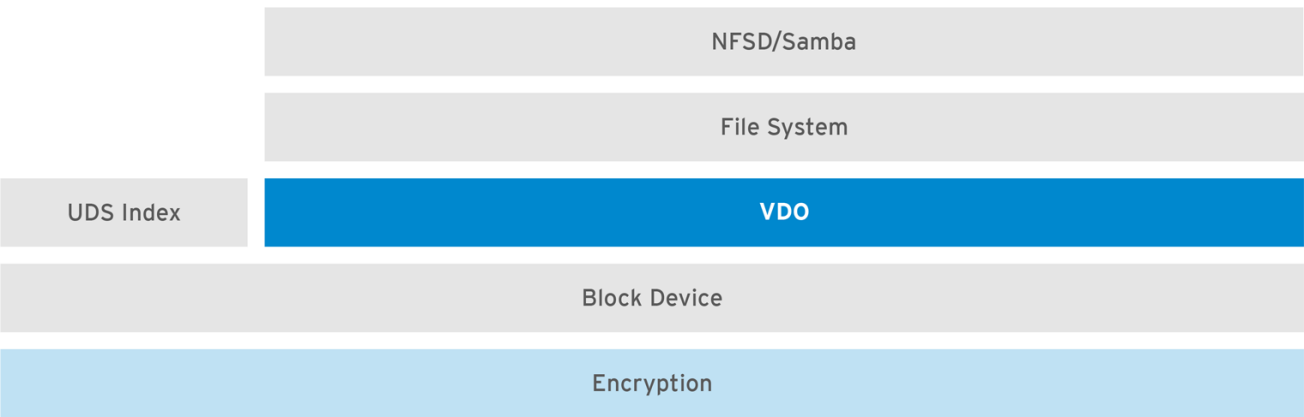 NFSD/Samba
File System
UDS Index
VDO
Block Device
Encryption